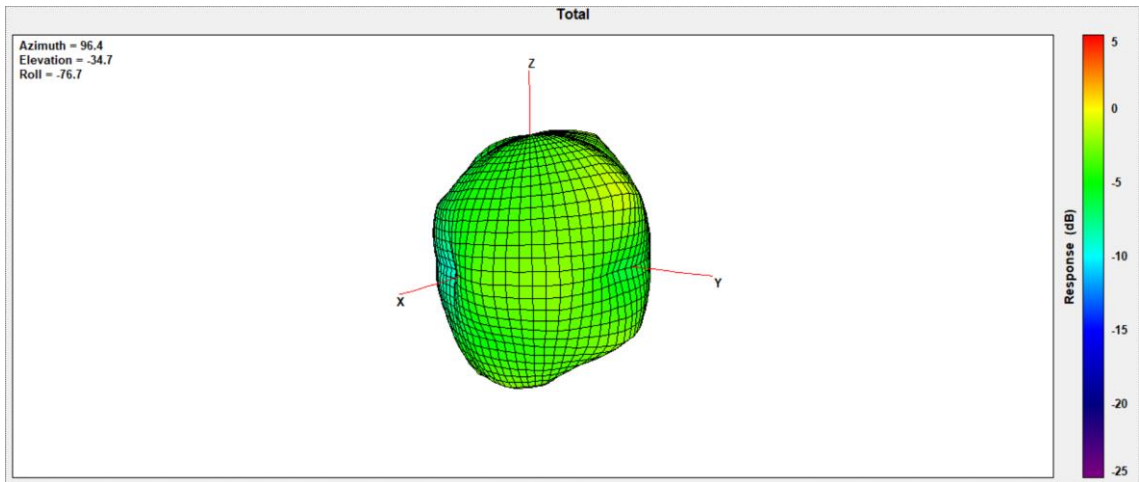 Total
Azimuth = 96.4
Elevation = -34.7
Roll = -76.7
Z
Y
X
5
0
-5
-10
-15
-20
-25
Response (dB)